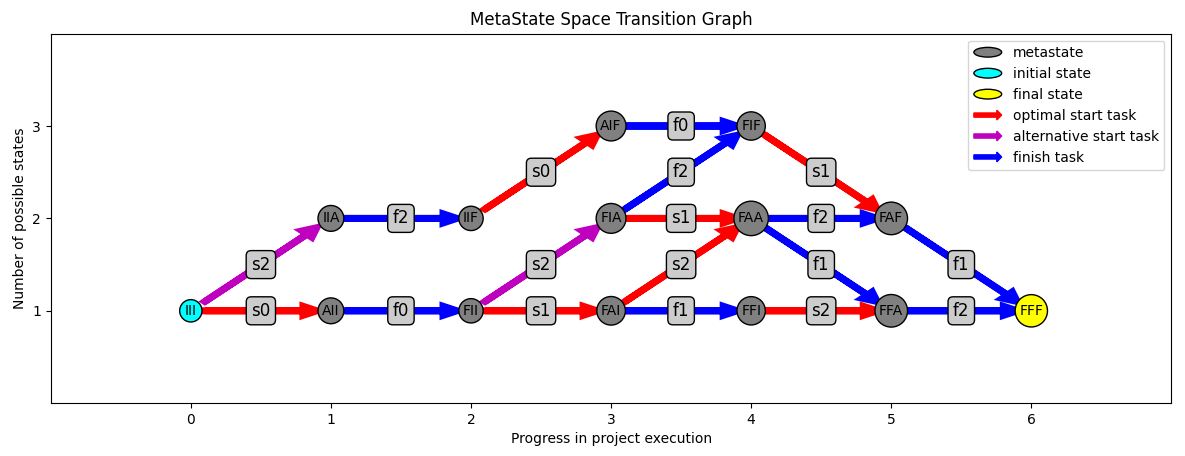 MetaState Space Transition Graph
metastate
initial state
final state
optimal start task
alternative start task
finish task
Number of possible states
3
2
1
AIF f0 FIF
s0 f2 s1
IIA f2 IIF FIA s1 FAA f2 FAF
s2 s2 s2 f1 f1
III s0 AII f0 FII s1 FAI f1 FFI s2 FFA f2 FFF
0 1 2 3 4 5 6
Progress in project execution